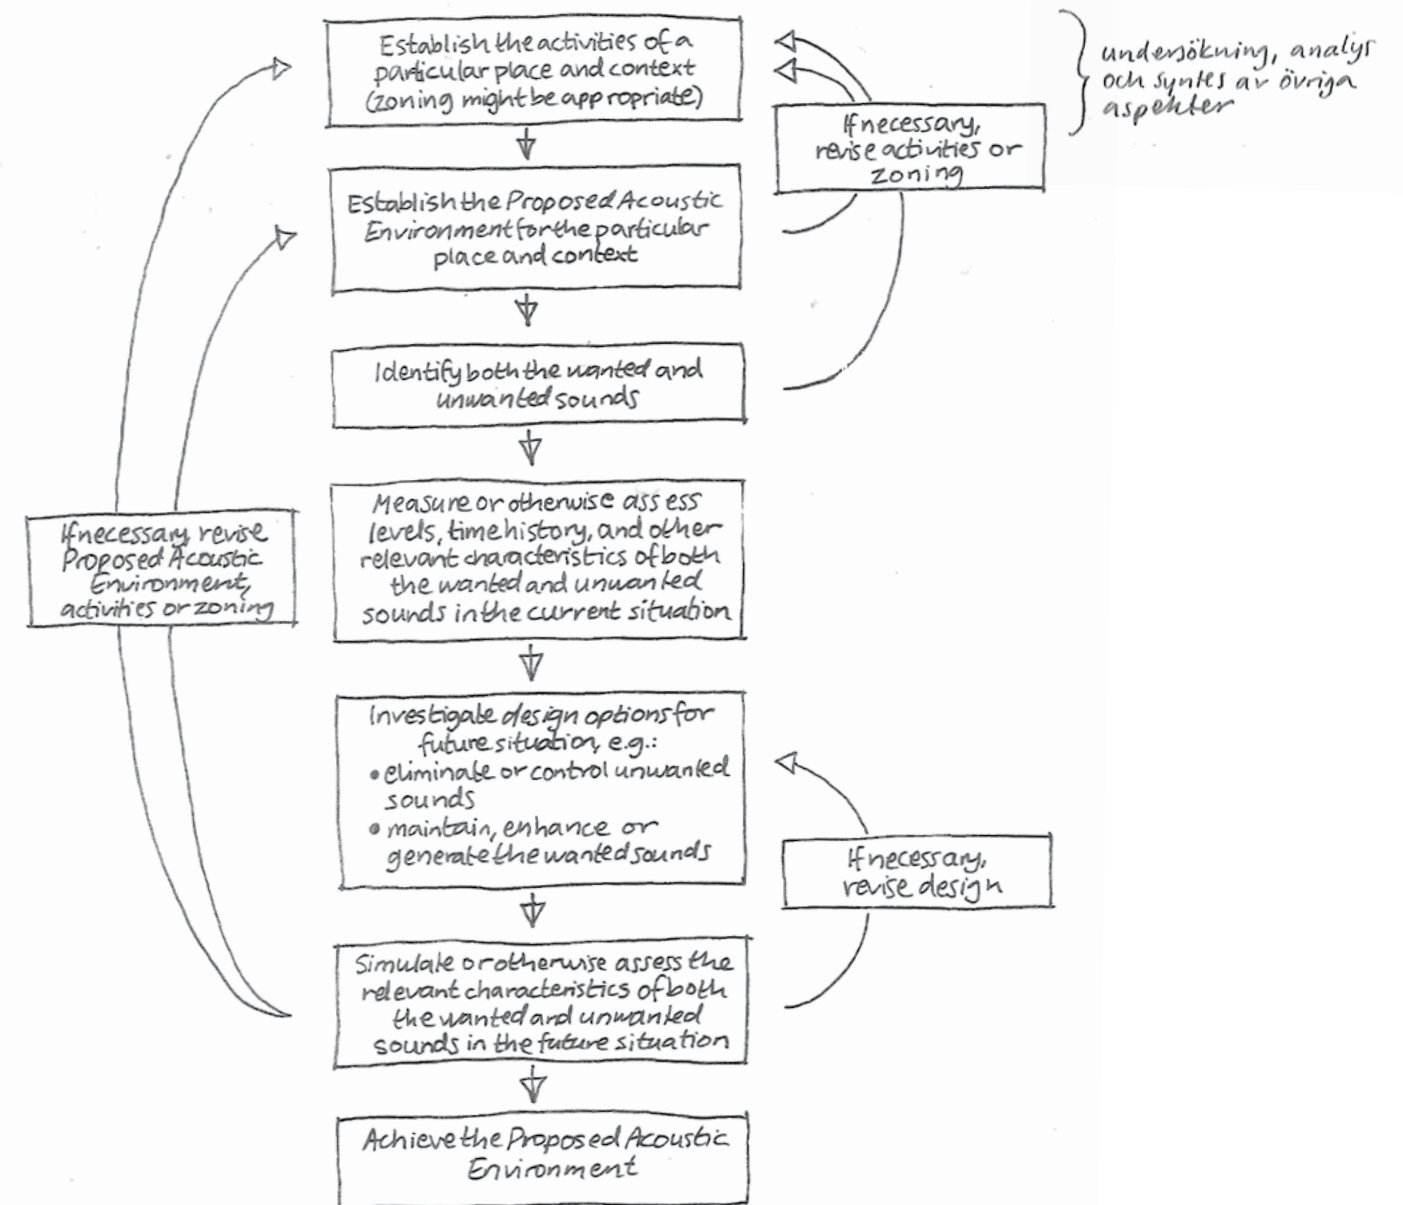 Establish the activities of a
particular place and context
(zoning might be appropriate)
undersökning, analys
och syntes av övriga
aspekter
If necessary,
revise activities or
zoning
Establish the Proposed Acoustic
Environment for the particular
place and context
Identify both the wanted and
unwanted sounds
Measure or otherwise assess
levels, time history, and other
relevant characteristics of both
the wanted and unwanted
sounds in the current situation
If necessary, revise
Proposed Acoustic
Environment,
activities or zoning
Investigate design options for
future situation, e.g.:
• eliminate or control unwanted
sounds
• maintain, enhance or
generate the wanted sounds
If necessary,
revise design
Simulate or otherwise assess the
relevant characteristics of both
the wanted and unwanted
sounds in the future situation
Achieve the Proposed Acoustic
Environment